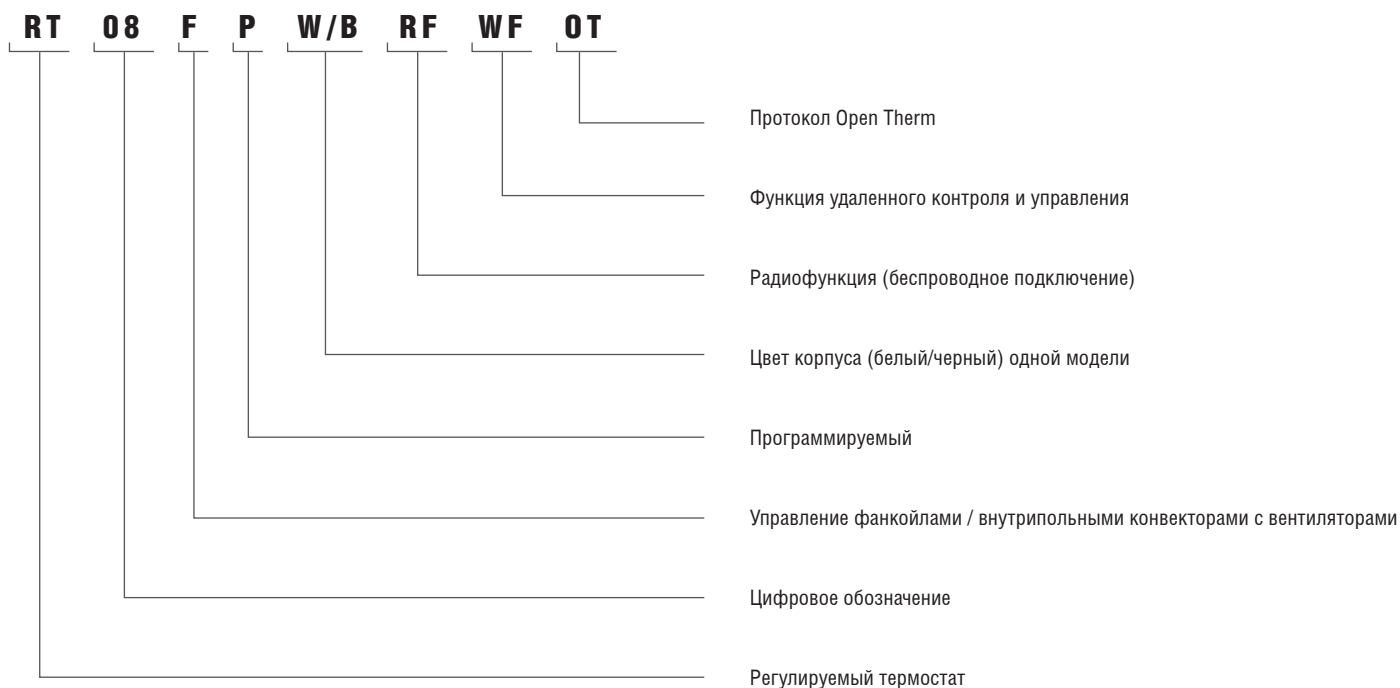 RT 08 F P W/B RF WF OT
Протокол Open Therm
Функция удаленного контроля и управления
Радиофункция (беспроводное подключение)
Цвет корпуса (белый/черный) одной модели
Программируемый
Управление фанкойлами / внутрипольными конвекторами с вентиляторами
Цифровое обозначение
Регулируемый термостат